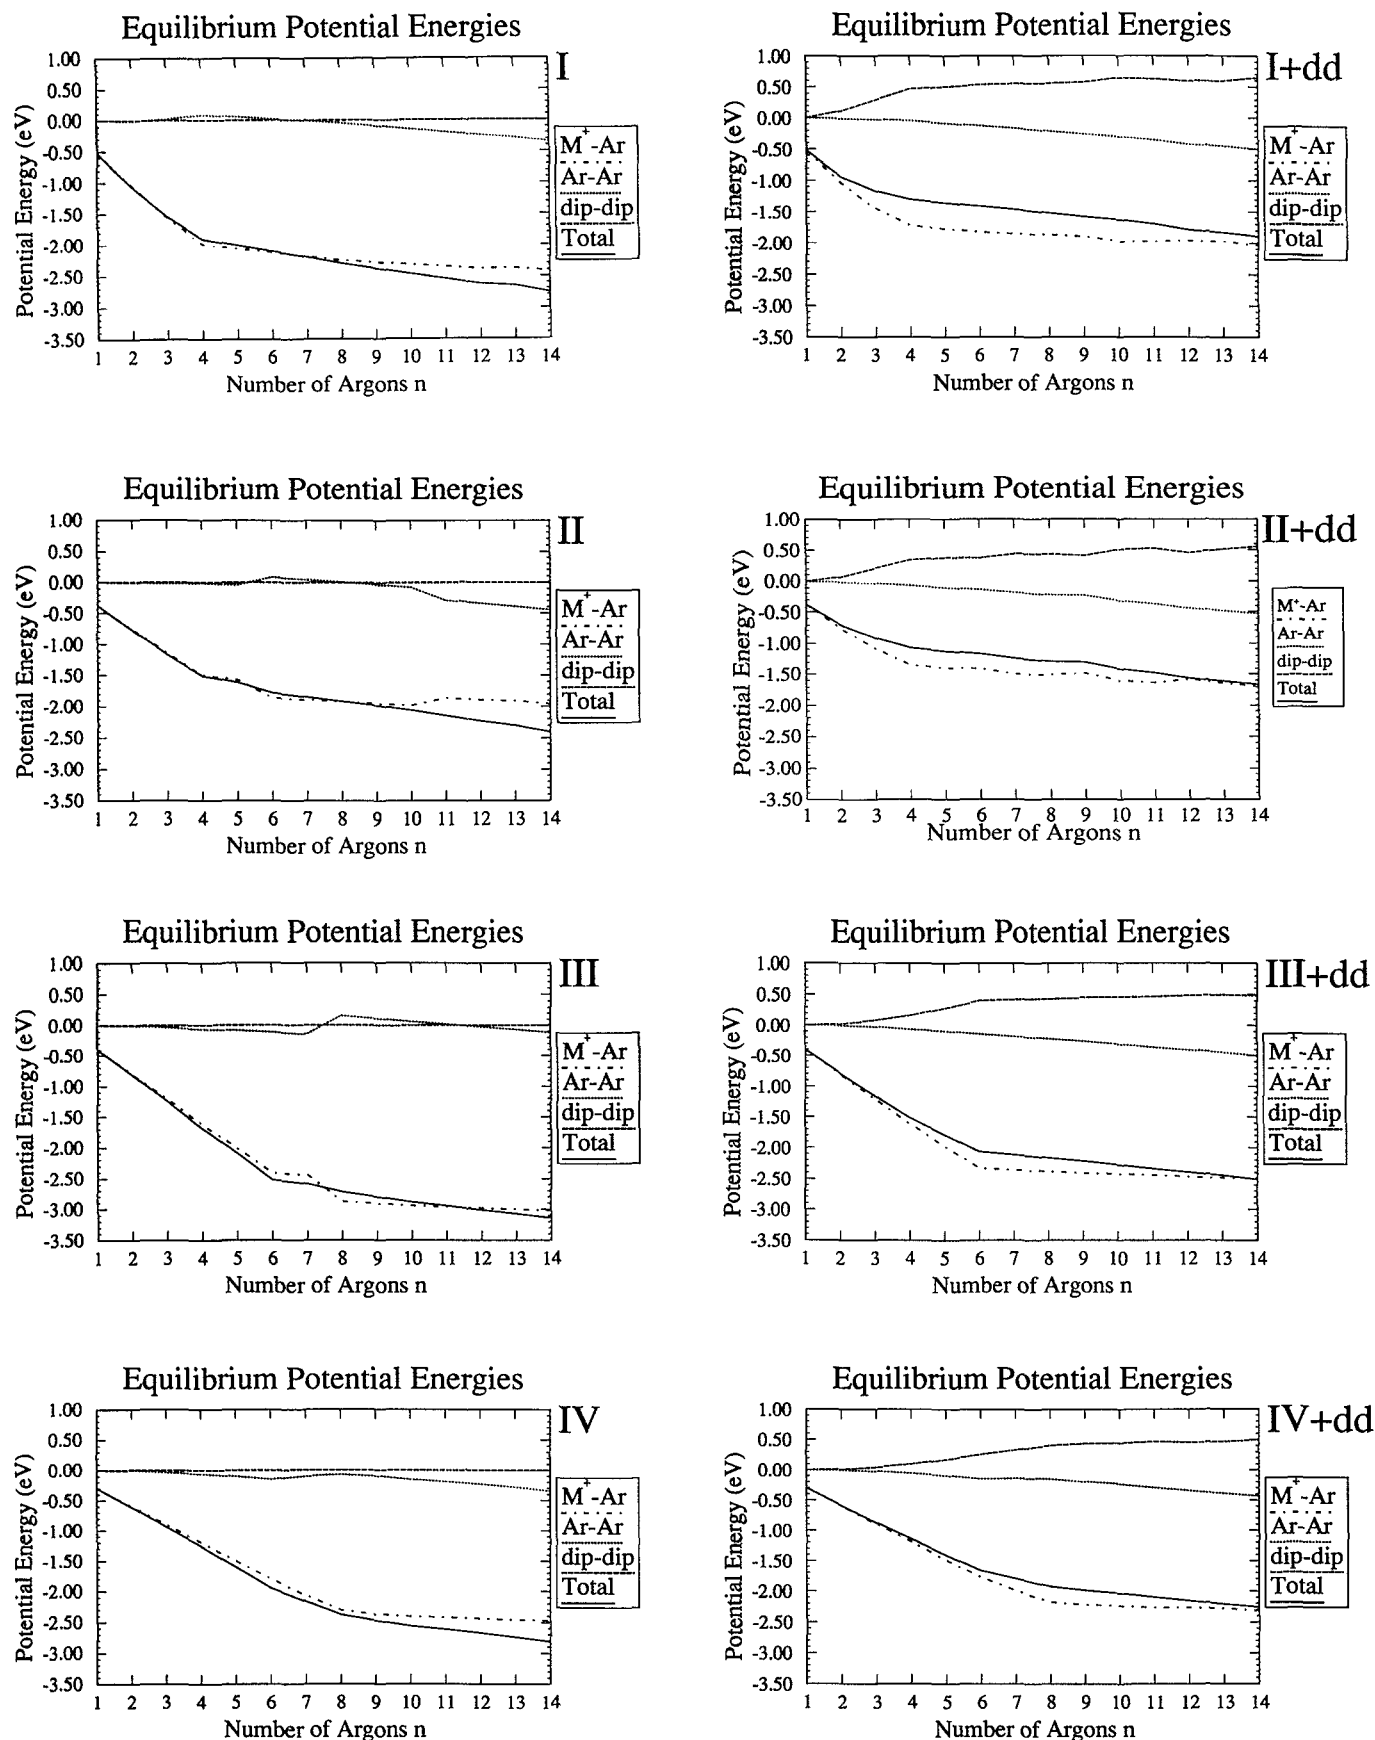 Equilibrium Potential Energies
I
Potential Energy (eV)
1.00
0.50
0.00
-0.50
-1.00
-1.50
-2.00
-2.50
-3.00
-3.50
1 2 3 4 5 6 7 8 9 10 11 12 13 14
Number of Argons n
M+-Ar
Ar-Ar
dip-dip
Total
Equilibrium Potential Energies
I+dd
Potential Energy (eV)
1.00
0.50
0.00
-0.50
-1.00
-1.50
-2.00
-2.50
-3.00
-3.50
1 2 3 4 5 6 7 8 9 10 11 12 13 14
Number of Argons n
M+-Ar
Ar-Ar
dip-dip
Total
Equilibrium Potential Energies
II
Potential Energy (eV)
1.00
0.50
0.00
-0.50
-1.00
-1.50
-2.00
-2.50
-3.00
-3.50
1 2 3 4 5 6 7 8 9 10 11 12 13 14
Number of Argons n
M+-Ar
Ar-Ar
dip-dip
Total
Equilibrium Potential Energies
II+dd
Potential Energy (eV)
1.00
0.50
0.00
-0.50
-1.00
-1.50
-2.00
-2.50
-3.00
-3.50
1 2 3 4 5 6 7 8 9 10 11 12 13 14
Number of Argons n
M+-Ar
Ar-Ar
dip-dip
Total
Equilibrium Potential Energies
III
Potential Energy (eV)
1.00
0.50
0.00
-0.50
-1.00
-1.50
-2.00
-2.50
-3.00
-3.50
1 2 3 4 5 6 7 8 9 10 11 12 13 14
Number of Argons n
M+-Ar
Ar-Ar
dip-dip
Total
Equilibrium Potential Energies
III+dd
Potential Energy (eV)
1.00
0.50
0.00
-0.50
-1.00
-1.50
-2.00
-2.50
-3.00
-3.50
1 2 3 4 5 6 7 8 9 10 11 12 13 14
Number of Argons n
M+-Ar
Ar-Ar
dip-dip
Total
Equilibrium Potential Energies
IV
Potential Energy (eV)
1.00
0.50
0.00
-0.50
-1.00
-1.50
-2.00
-2.50
-3.00
-3.50
1 2 3 4 5 6 7 8 9 10 11 12 13 14
Number of Argons n
M+-Ar
Ar-Ar
dip-dip
Total
Equilibrium Potential Energies
IV+dd
Potential Energy (eV)
1.00
0.50
0.00
-0.50
-1.00
-1.50
-2.00
-2.50
-3.00
-3.50
1 2 3 4 5 6 7 8 9 10 11 12 13 14
Number of Argons n
M+-Ar
Ar-Ar
dip-dip
Total